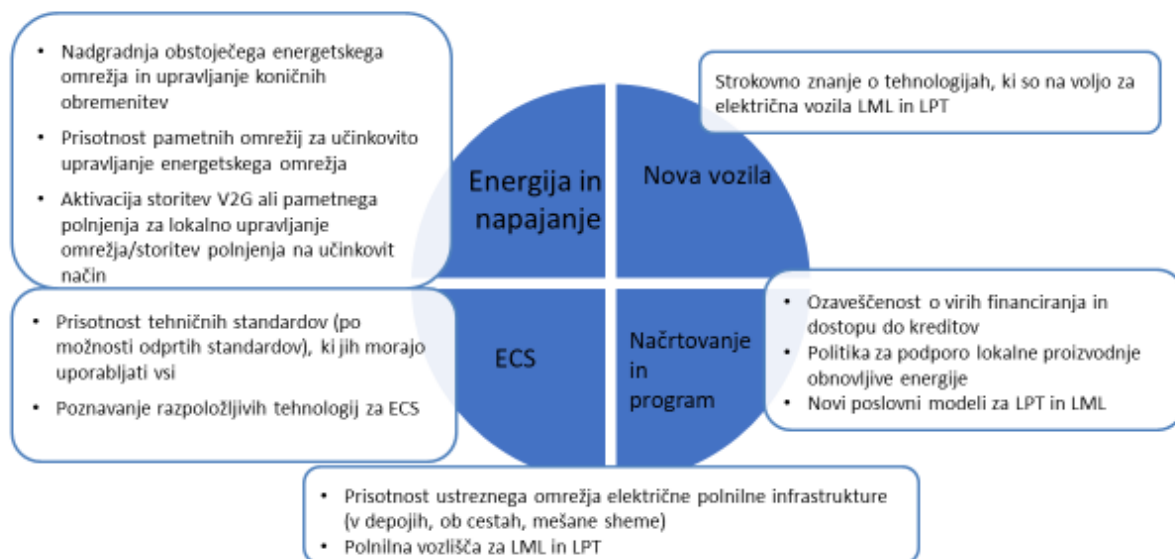 • Nadgradnja obstoječega energetskega
omrežja in upravljanje koničnih
obremenitev
• Prisotnost pametnih omrežij za učinkovito
upravljanje energetskega omrežja
• Aktivacija storitev V2G ali pametnega
polnjenja za lokalno upravljanje
omrežja/storitev polnjenja na učinkovit
način
Strokovno znanje o tehnologijah, ki so na voljo za
električna vozila LML in LPT
Energija in
napajanje
Nova vozila
• Prisotnost tehničnih standardov (po
možnosti odprtih standardov), ki jih morajo
uporabljati vsi
• Poznavanje razpoložljivih tehnologij za ECS
ECS
Načrtovanje
in
program
• Ozaveščenost o virih financiranja in
dostopu do kreditov
• Politika za podporo lokalne proizvodnje
obnovljive energije
• Novi poslovni modeli za LPT in LML
• Prisotnost ustreznega omrežja električne polnilne infrastrukture
(v depojih, ob cestah, mešane sheme)
• Polnilna vozlišča za LML in LPT